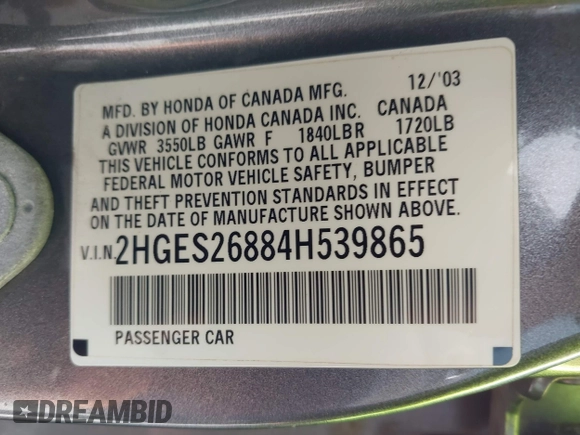 MFD. BY HONDA OF CANADA MFG. 12/'03
A DIVISION OF HONDA CANADA INC. CANADA
GVWR 3550LB GAWR F 1840LBR 1720LB
THIS VEHICLE CONFORMS TO ALL APPLICABLE
FEDERAL MOTOR VEHICLE SAFETY, BUMPER
AND THEFT PREVENTION STANDARDS IN EFFECT
ON THE DATE OF MANUFACTURE SHOWN ABOVE.
V.I.N. 2HGES26884H539865
PASSENGER CAR
DREAMBID